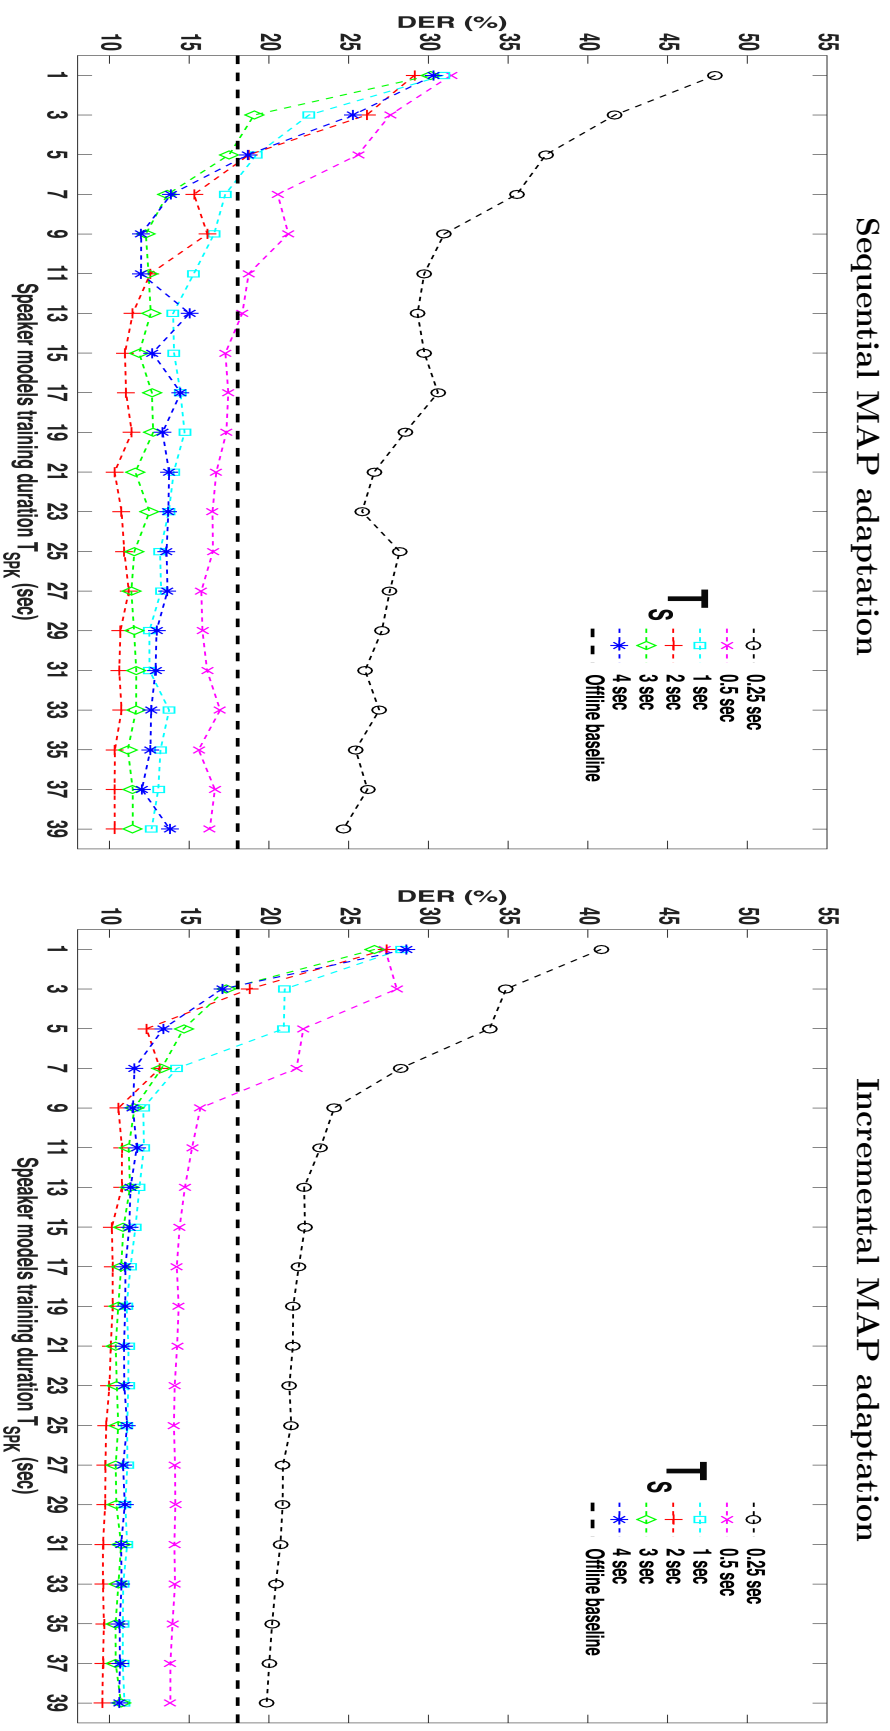 Sequential MAP adaptation
DER (%)
55
50
45
40
35
30
25
20
15
10
1 3 5 7 9 11 13 15 17 19 21 23 25 27 29 31 33 35 37 39
Speaker models training duration T_SPK (sec)
T_S
0.25 sec
0.5 sec
1 sec
2 sec
3 sec
4 sec
Offline baseline
Incremental MAP adaptation
DER (%)
55
50
45
40
35
30
25
20
15
10
1 3 5 7 9 11 13 15 17 19 21 23 25 27 29 31 33 35 37 39
Speaker models training duration T_SPK (sec)
T_S
0.25 sec
0.5 sec
1 sec
2 sec
3 sec
4 sec
Offline baseline